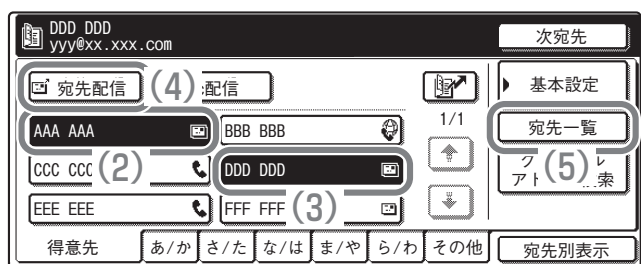 DDD DDD
yyy@xx.xxx.com
次宛先
宛先配信
(4)
配信
基本設定
1/1
宛先一覧
AAA AAA
BBB BBB
(2)
CCC CCC
DDD DDD
(5)
(3)
EEE EEE
FFF FFF
得意先
あ/か
さ/た
な/は
ま/や
ら/わ
その他
宛先別表示